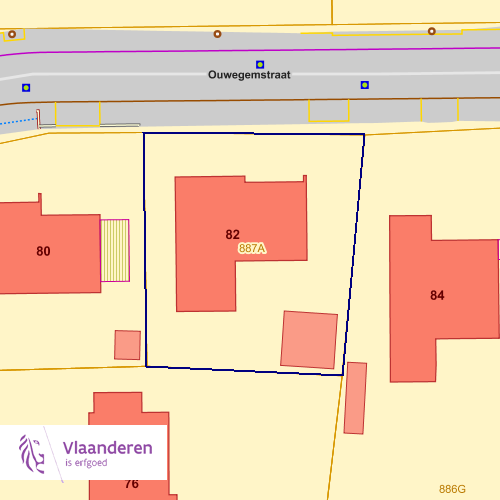 Ouwegemstraat
82
887A
80
84
Vlaanderen
is erfgoed
76
886G